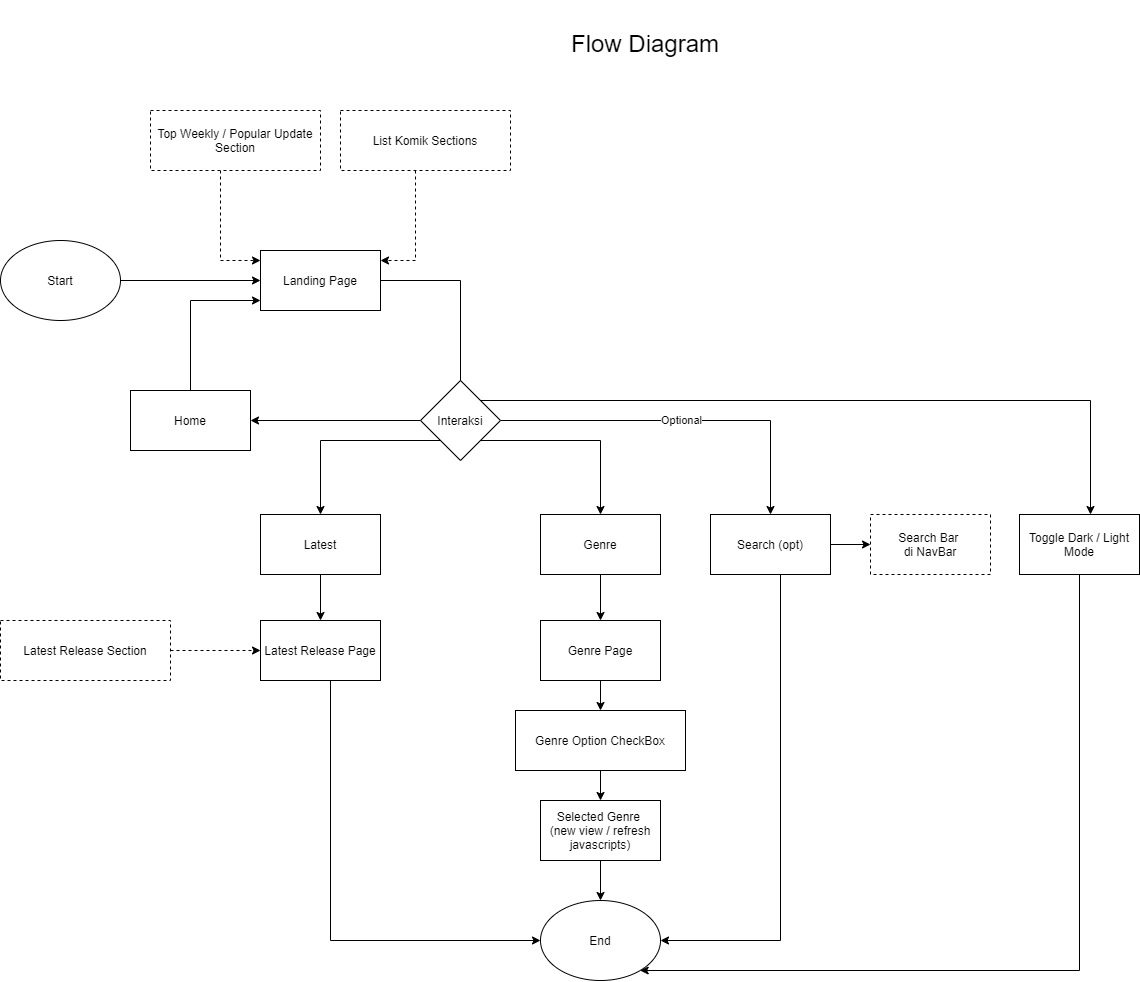 Flow Diagram
Top Weekly / Popular Update
Section
List Komik Sections
Start
Landing Page
Home
Interaksi
Optional
Latest
Genre
Search (opt)
Search Bar
di NavBar
Toggle Dark / Light
Mode
Latest Release Section
Latest Release Page
Genre Page
Genre Option CheckBox
Selected Genre
(new view / refresh
javascripts)
End